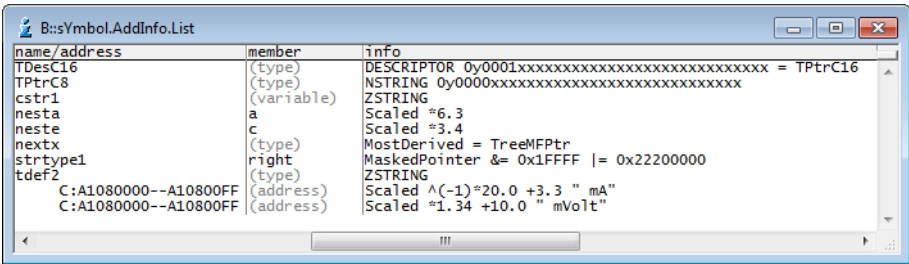 B::sYmbol.AddInfo.List
name/address member info
TDesC16 (type) DESCRIPTOR 0y0001xxxxxxxxxxxxxxxxxxxxxxxxxxxx = TPtrC16
TPtrC8 (type) NSTRING 0y0000xxxxxxxxxxxxxxxxxxxxxxxxxxxx
cstr1 (variable) ZSTRING
nesta a Scaled *6.3
neste c Scaled *3.4
nextx (type) MostDerived = TreeMFPtr
strtype1 right MaskedPointer &= 0x1FFFF |= 0x22200000
tdef2 (type) ZSTRING
C:A1080000--A10800FF (address) Scaled ^(-1)*20.0 +3.3 " mA"
C:A1080000--A10800FF (address) Scaled *1.34 +10.0 " mVolt"